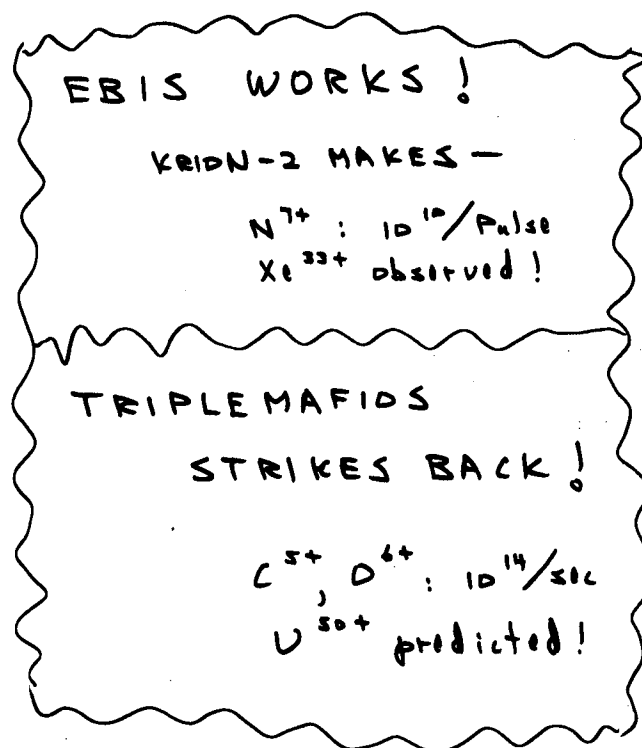 EBIS WORKS!
KRION-2 MAKES —
N⁷⁺ : 10¹⁰/Pulse
Xe³³⁺ observed!
TRIPLEMAFIOS
STRIKES BACK!
C⁵⁺, O⁶⁺ : 10¹⁴/sec
U⁵⁰⁺ predicted!